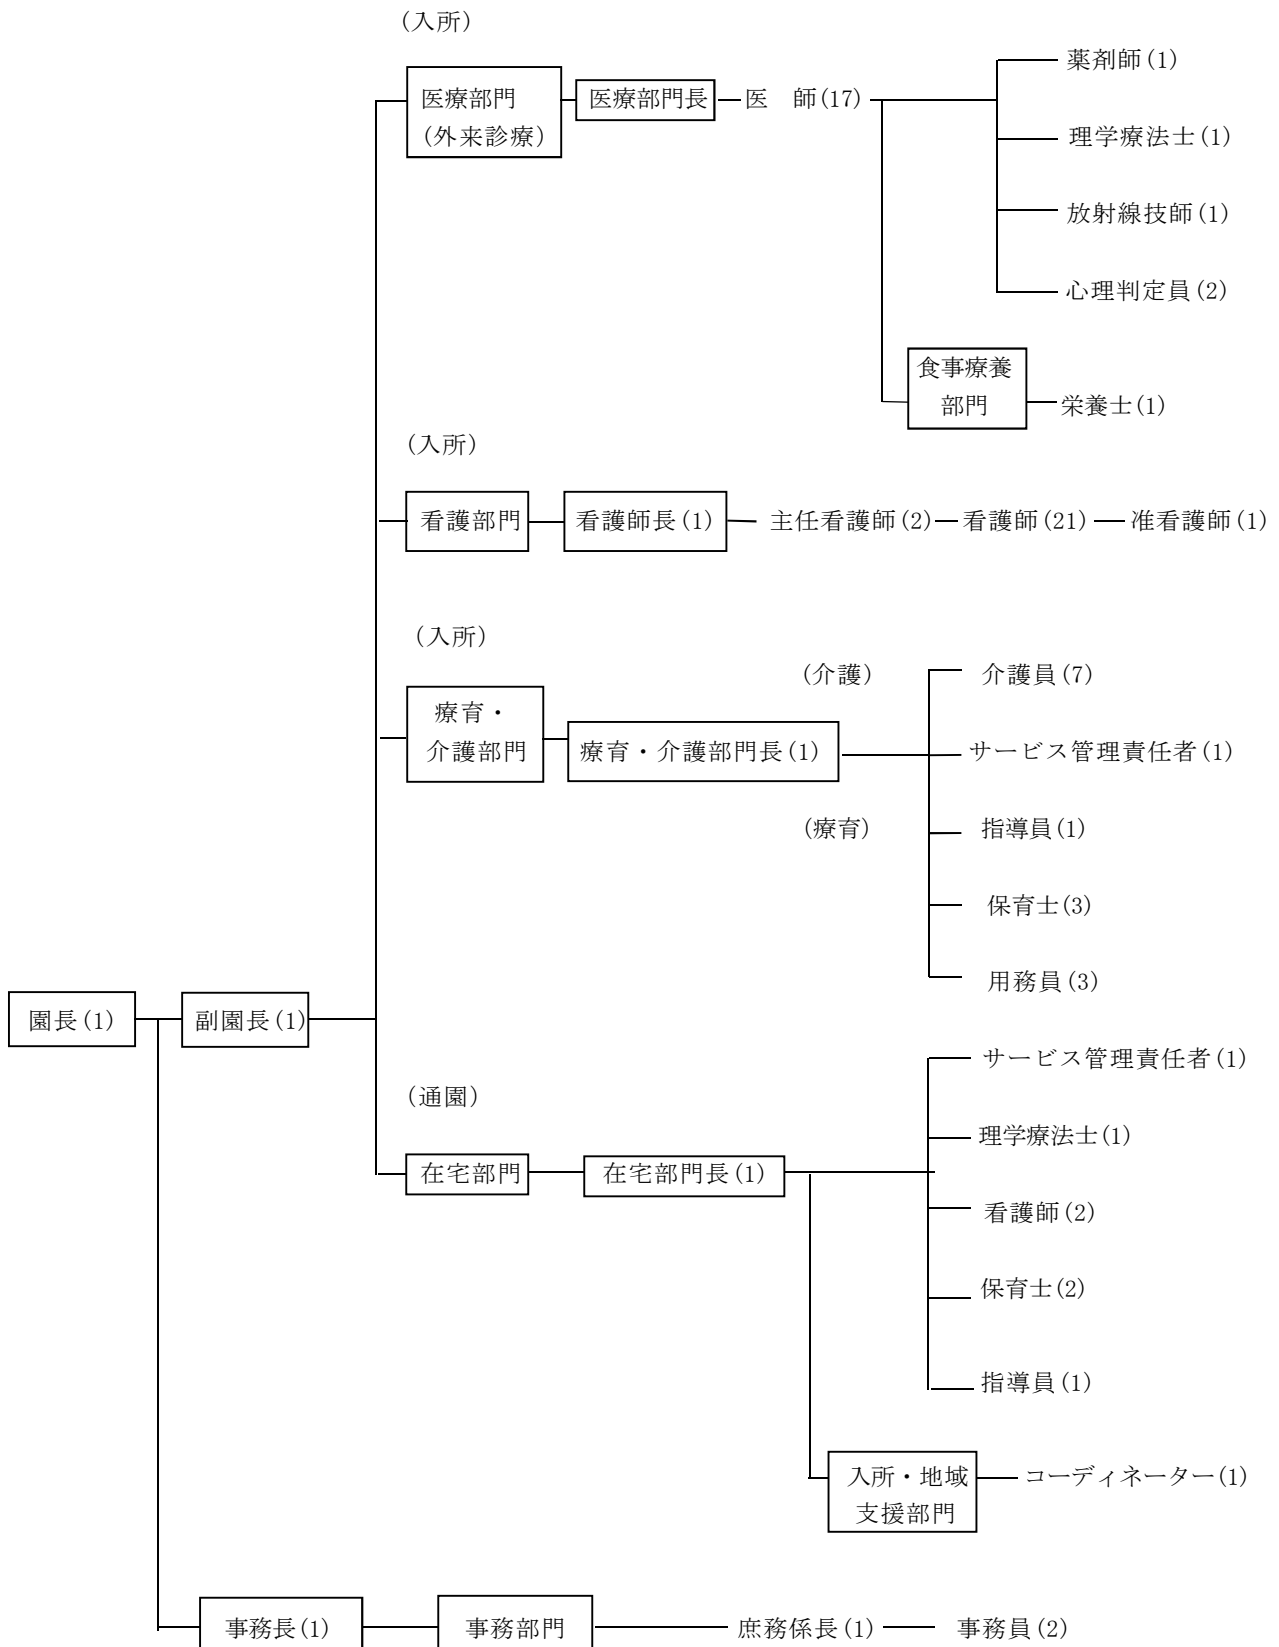 (入所)
薬剤師(1)
医療部門
(外来診療)
医療部門長
医　師(17)
理学療法士(1)
放射線技師(1)
心理判定員(2)
食事療養
部門
栄養士(1)
(入所)
看護部門
看護師長(1)
主任看護師(2)
看護師(21)
准看護師(1)
(入所)
(介護)
介護員(7)
療育・
介護部門
療育・介護部門長(1)
サービス管理責任者(1)
(療育)
指導員(1)
保育士(3)
用務員(3)
園長(1)
副園長(1)
サービス管理責任者(1)
(通園)
理学療法士(1)
在宅部門
在宅部門長(1)
看護師(2)
保育士(2)
指導員(1)
入所・地域
支援部門
コーディネーター(1)
事務長(1)
事務部門
庶務係長(1)
事務員(2)